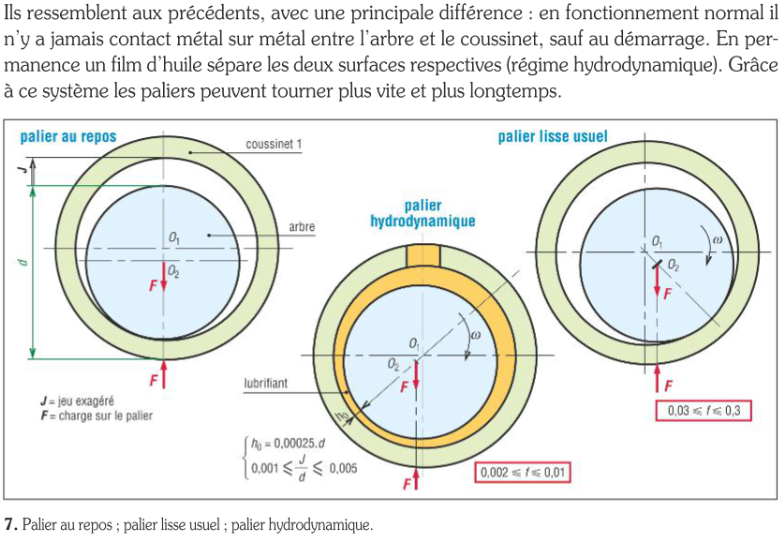 Ils ressemblent aux précédents, avec une principale différence : en fonctionnement normal il
n'y a jamais contact métal sur métal entre l'arbre et le coussinet, sauf au démarrage. En per-
manence un film d'huile sépare les deux surfaces respectives (régime hydrodynamique). Grâce
à ce système les paliers peuvent tourner plus vite et plus longtemps.
palier au repos
coussinet 1
J
arbre
O₁
O₂
d
F
F
J = jeu exagéré
F = charge sur le palier
palier
hydrodynamique
O₁
O₂
ω
F
lubrifiant
h₀
h₀ = 0,00025.d
0,001 ⩽ J/d ⩽ 0,005
F
0,002 ⩽ f ⩽ 0,01
palier lisse usuel
O₁
O₂
ω
F
F
0,03 ⩽ f ⩽ 0,3
7. Palier au repos ; palier lisse usuel ; palier hydrodynamique.